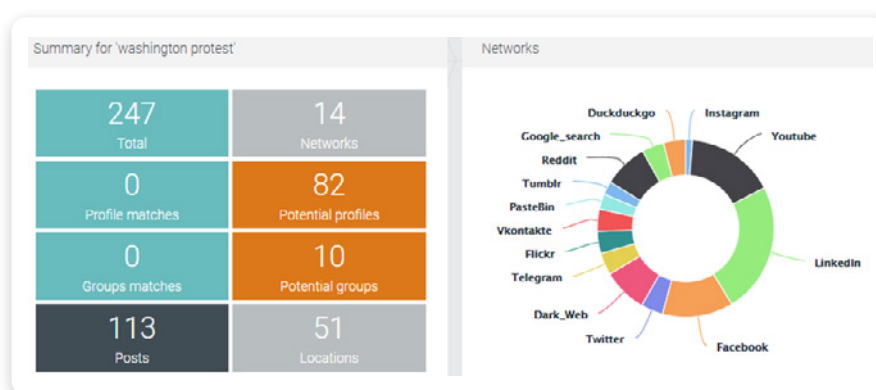 Summary for 'washington protest'
247
Total
14
Networks
0
Profile matches
82
Potential profiles
0
Groups matches
10
Potential groups
113
Posts
51
Locations
Networks
Duckduckgo
Instagram
Google_search
Youtube
Reddit
Tumblr
PasteBin
Vkontakte
Flickr
LinkedIn
Telegram
Dark_Web
Twitter
Facebook